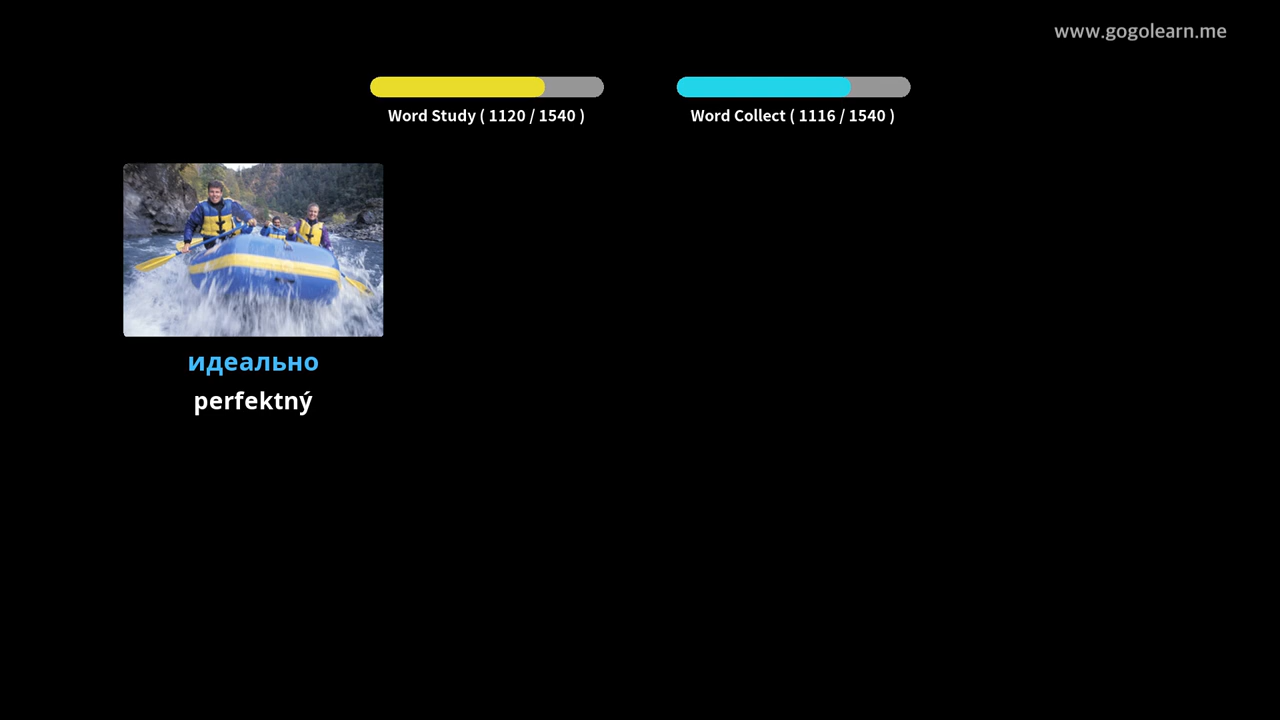 www.gogolearn.me
Word Study ( 1120 / 1540 )
Word Collect ( 1116 / 1540 )
идеально
perfektný